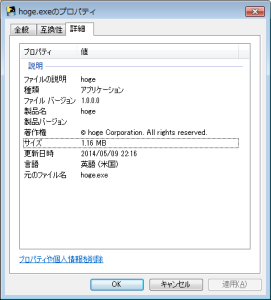 hoge.exeのプロパティ
全般 互換性 詳細
プロパティ 値
説明
ファイルの説明 hoge
種類 アプリケーション
ファイル バージョン 1.0.0.0
製品名 hoge
製品バージョン
著作権 © hoge Corporation. All rights reserved.
サイズ 1.16 MB
更新日時 2014/05/09 22:16
言語 英語 (米国)
元のファイル名 hoge.exe
プロパティや個人情報を削除
OK キャンセル 適用(A)